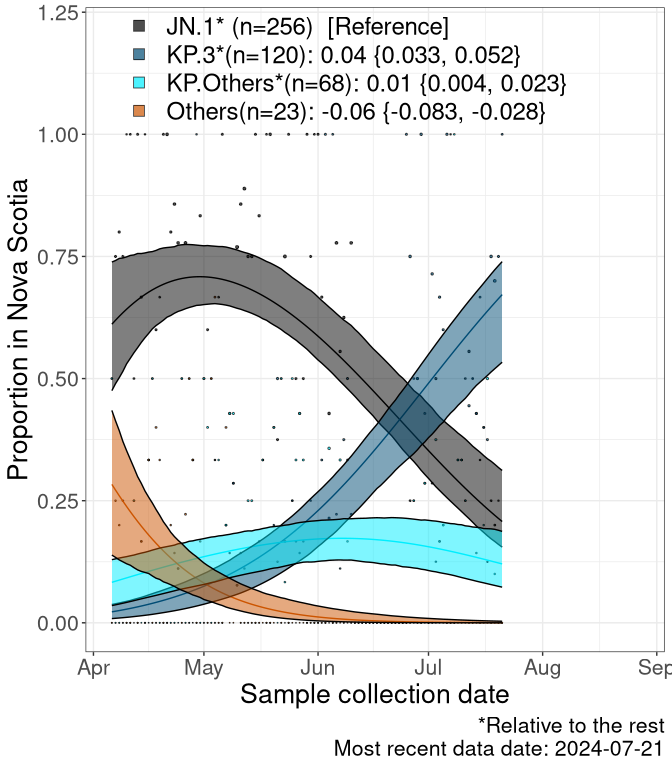 1.25
JN.1* (n=256)  [Reference]
KP.3*(n=120): 0.04 {0.033, 0.052}
KP.Others*(n=68): 0.01 {0.004, 0.023}
Others(n=23): -0.06 {-0.083, -0.028}
1.00
0.75
0.50
0.25
0.00
Proportion in Nova Scotia
Apr May Jun Jul Aug Sep
Sample collection date
*Relative to the rest
Most recent data date: 2024-07-21